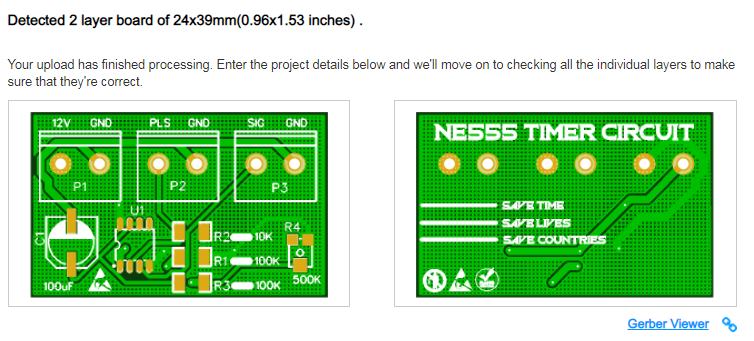 Detected 2 layer board of 24x39mm(0.96x1.53 inches) .
Your upload has finished processing. Enter the project details below and we'll move on to checking all the individual layers to make
sure that they're correct.
12V GND PLS GND SIG GND
P1 P2 P3
U1
C1
R2 10K
R4
R1 100K
R3 100K
500K
100uF
NE555 TIMER CIRCUIT
SAVE TIME
SAVE LIVES
SAVE COUNTRIES
Gerber Viewer